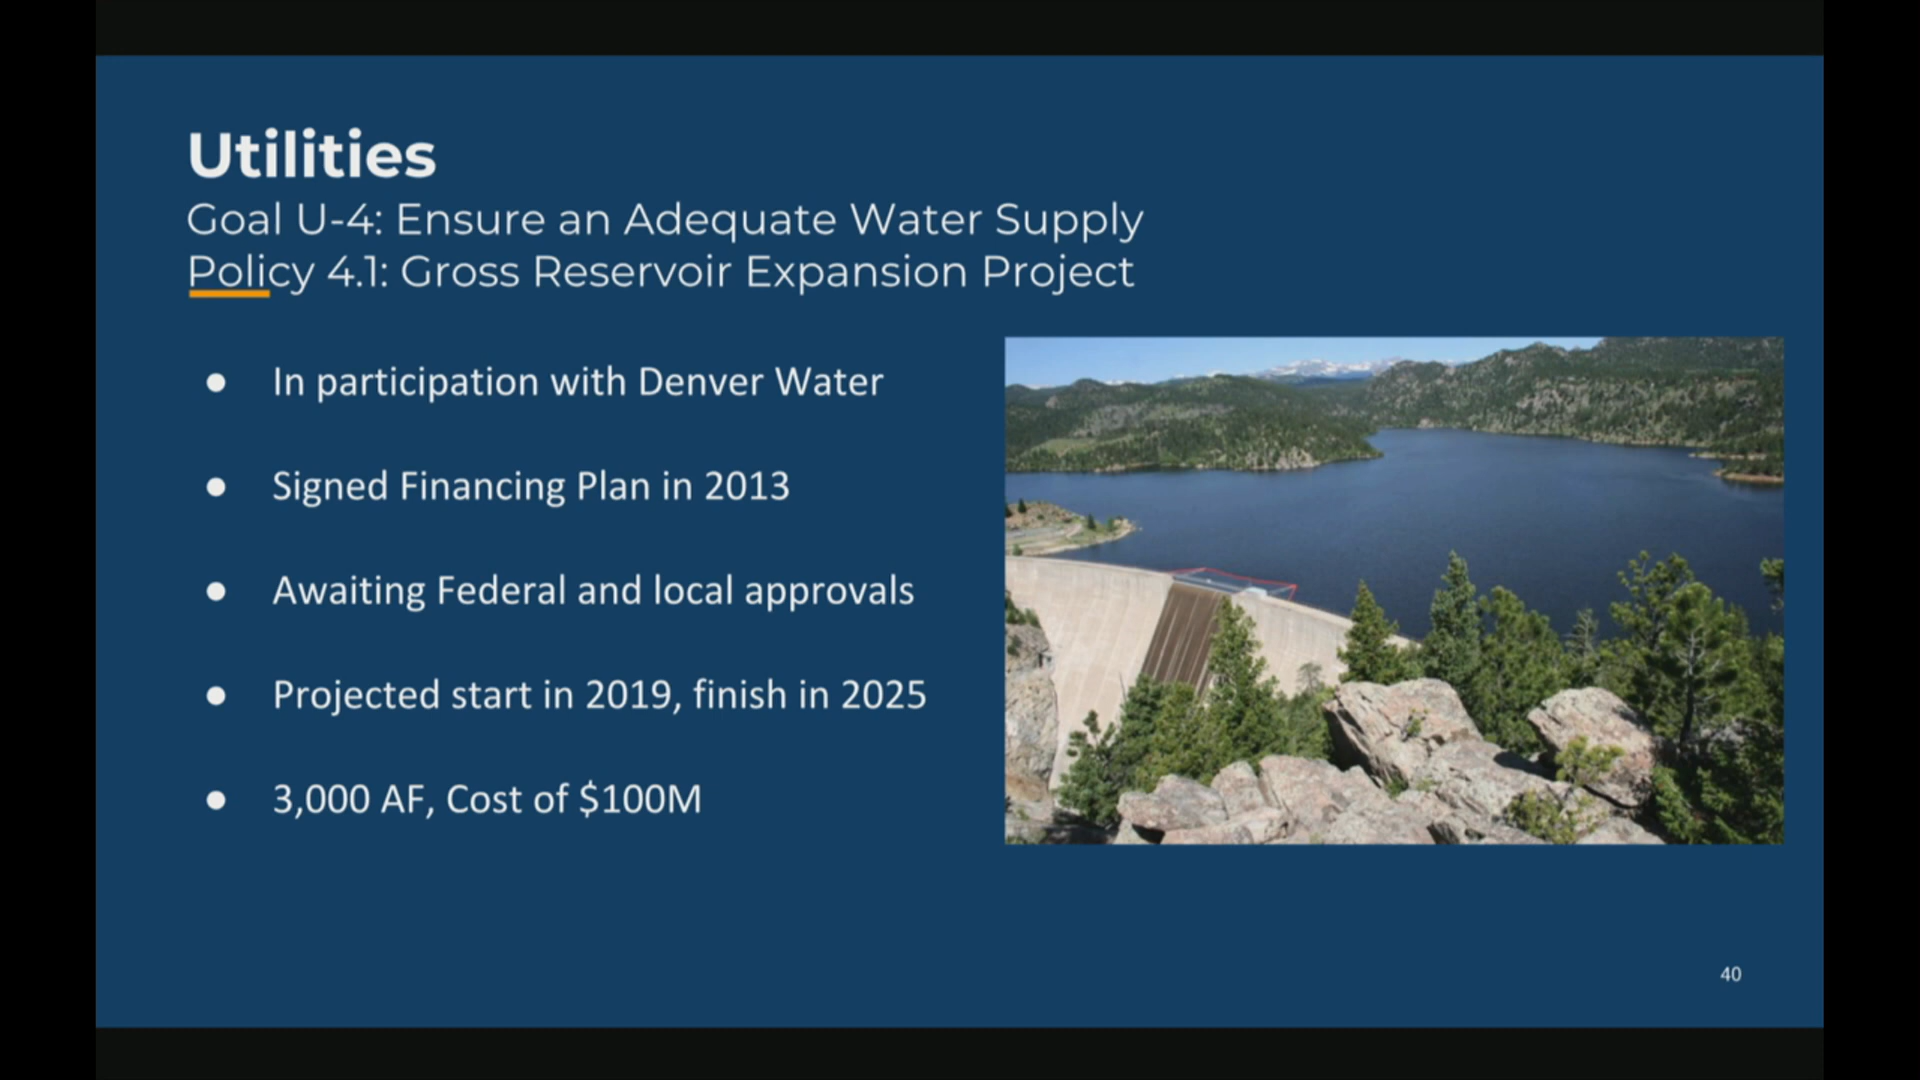 Utilities
Goal U-4: Ensure an Adequate Water Supply
Policy 4.1: Gross Reservoir Expansion Project
● In participation with Denver Water
● Signed Financing Plan in 2013
● Awaiting Federal and local approvals
● Projected start in 2019, finish in 2025
● 3,000 AF, Cost of $100M
40